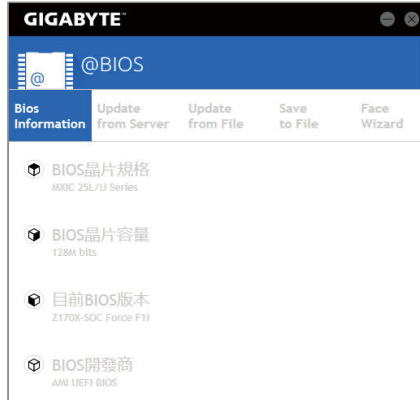 GIGABYTE™
@
@BIOS
Bios Information
Update from Server
Update from File
Save to File
Face Wizard
BIOS晶片規格
MXIC 25L/U Series
BIOS晶片容量
128M bits
目前BIOS版本
Z170X-SOC Force F1I
BIOS開發商
AMI UEFI BIOS